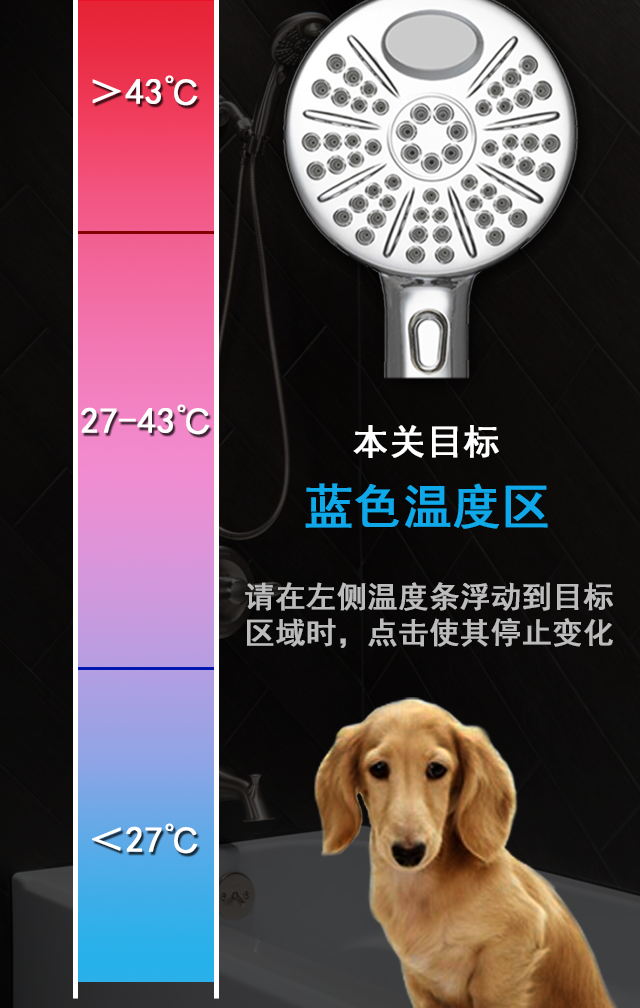 >43℃
27-43℃
<27℃
本关目标
蓝色温度区
请在左侧温度条浮动到目标
区域时，点击使其停止变化